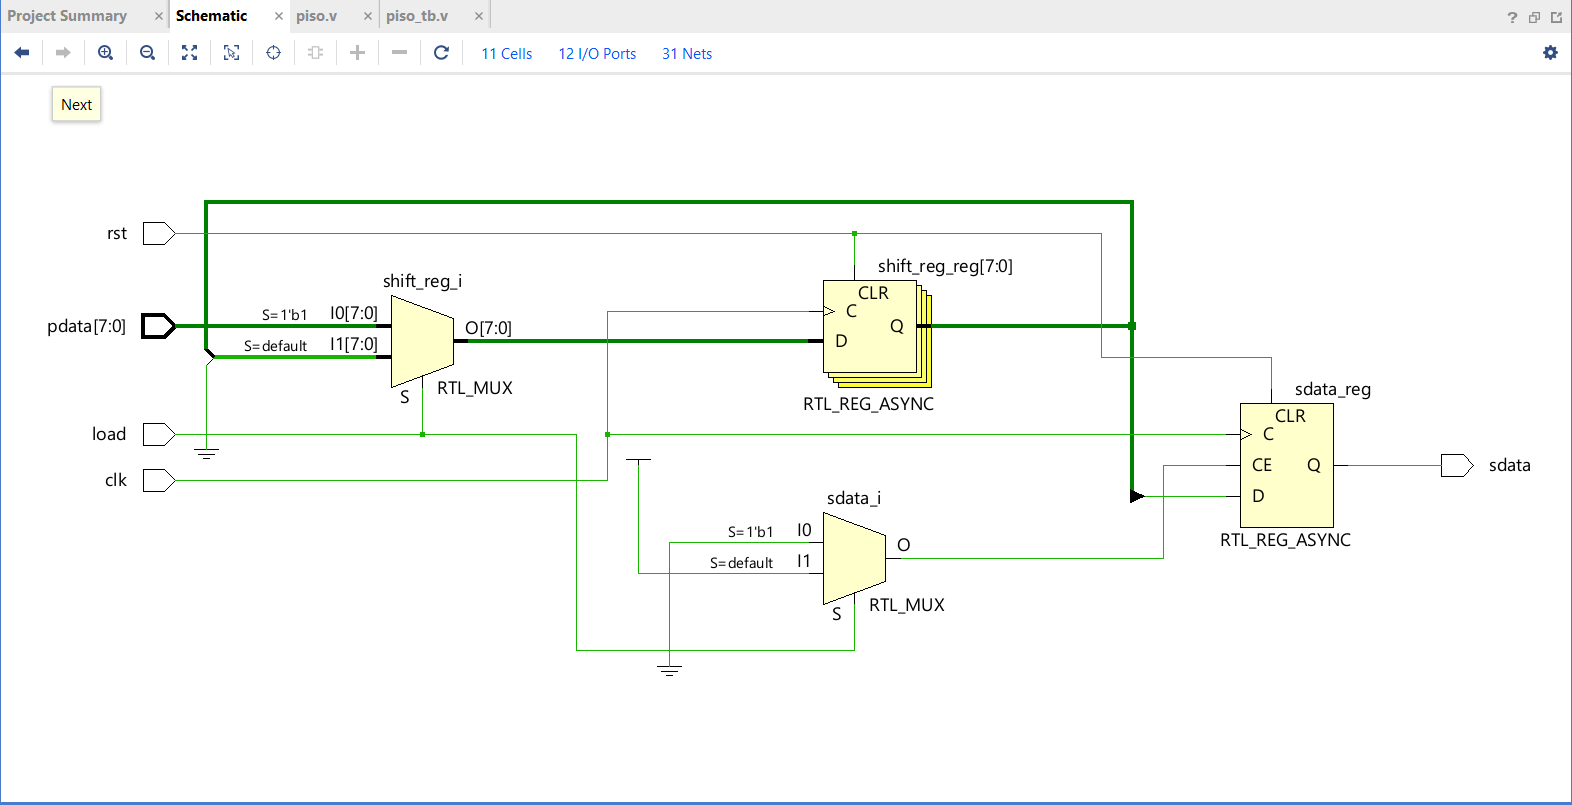 Project Summary × Schematic × piso.v × piso_tb.v × ?
11 Cells 12 I/O Ports 31 Nets
Next
rst
shift_reg_reg[7:0]
shift_reg_i
CLR
S=1'b1 I0[7:0]
C
pdata[7:0]
O[7:0]
Q
S=default I1[7:0]
D
S RTL_MUX
sdata_reg
RTL_REG_ASYNC
CLR
load
C
clk
CE Q sdata
sdata_i
D
S=1'b1 I0
O
RTL_REG_ASYNC
S=default I1
S RTL_MUX